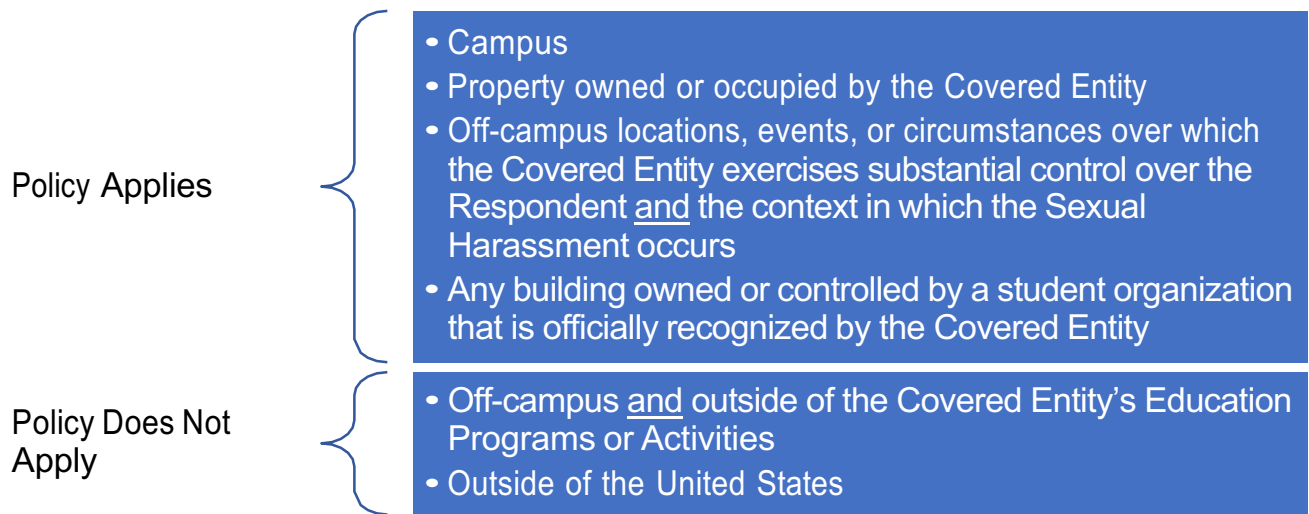 Policy Applies
• Campus
• Property owned or occupied by the Covered Entity
• Off-campus locations, events, or circumstances over which
the Covered Entity exercises substantial control over the
Respondent and the context in which the Sexual
Harassment occurs
• Any building owned or controlled by a student organization
that is officially recognized by the Covered Entity
Policy Does Not
Apply
• Off-campus and outside of the Covered Entity’s Education
Programs or Activities
• Outside of the United States